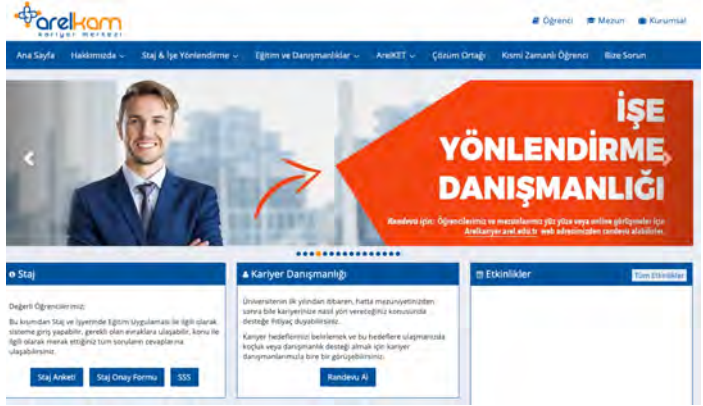 arelkam
kariyer merkezi
Öğrenci Mezun Kurumsal
Ana Sayfa Hakkımızda Staj & İşe Yönlendirme Eğitim ve Danışmanlıklar ArelKET Çözüm Ortağı Kısmi Zamanlı Öğrenci Bize Sorun
İŞE
YÖNLENDİRME
DANIŞMANLIĞI
Randevu için: Öğrencilerimiz ve mezunlarımız yüz yüze veya online görüşmeler için
Arelkariyer.arel.edu.tr web adresimizden randevu alabilirler.
Staj
Değerli Öğrencilerimiz;
Bu kısımdan Staj ve İşyerinde Eğitim Uygulaması ile ilgili olarak
sisteme giriş yapabilir, gerekli olan evraklara ulaşabilir, konu ile
ilgili olarak merak ettiğiniz tüm soruların cevaplarına
ulaşabilirsiniz.
Staj Anketi Staj Onay Formu SSS
Kariyer Danışmanlığı
Üniversitenin ilk yılından itibaren, hatta mezuniyetinizden
sonra bile kariyerinize nasıl yön vereceğiniz konusunda
desteğe ihtiyaç duyabilirsiniz.
Kariyer hedeflerinizi belirlemek ve bu hedeflere ulaşmanızda
koçluk veya danışmanlık desteği almak için kariyer
danışmanlarımızla bire bir görüşebilirsiniz.
Randevu Al
Etkinlikler
Tüm Etkinlikler